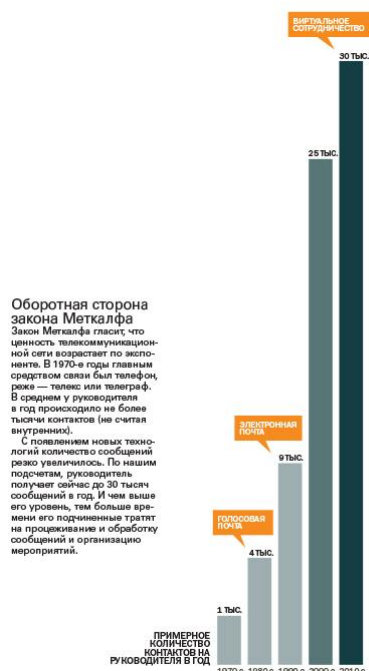 ВИРТУАЛЬНОЕ
СОТРУДНИЧЕСТВО
30 ТЫС.
25 ТЫС.
Оборотная сторона
закона Меткалфа
Закон Меткалфа гласит, что
ценность телекоммуникацион-
ной сети возрастает по экспо-
ненте. В 1970-е годы главным
средством связи был телефон,
реже — телекс или телеграф.
В среднем у руководителя
в год происходило не более
тысячи контактов (не считая
внутренних).
С появлением новых техно-
логий количество сообщений
резко увеличилось. По нашим
подсчетам, руководитель
получает сейчас до 30 тысяч
сообщений в год. И чем выше
его уровень, тем больше вре-
мени его подчиненные тратят
на процеживание и обработку
сообщений и организацию
мероприятий.
ЭЛЕКТРОННАЯ
ПОЧТА
9 ТЫС.
ГОЛОСОВАЯ
ПОЧТА
4 ТЫС.
1 ТЫС.
ПРИМЕРНОЕ
КОЛИЧЕСТВО
КОНТАКТОВ НА
РУКОВОДИТЕЛЯ В ГОД